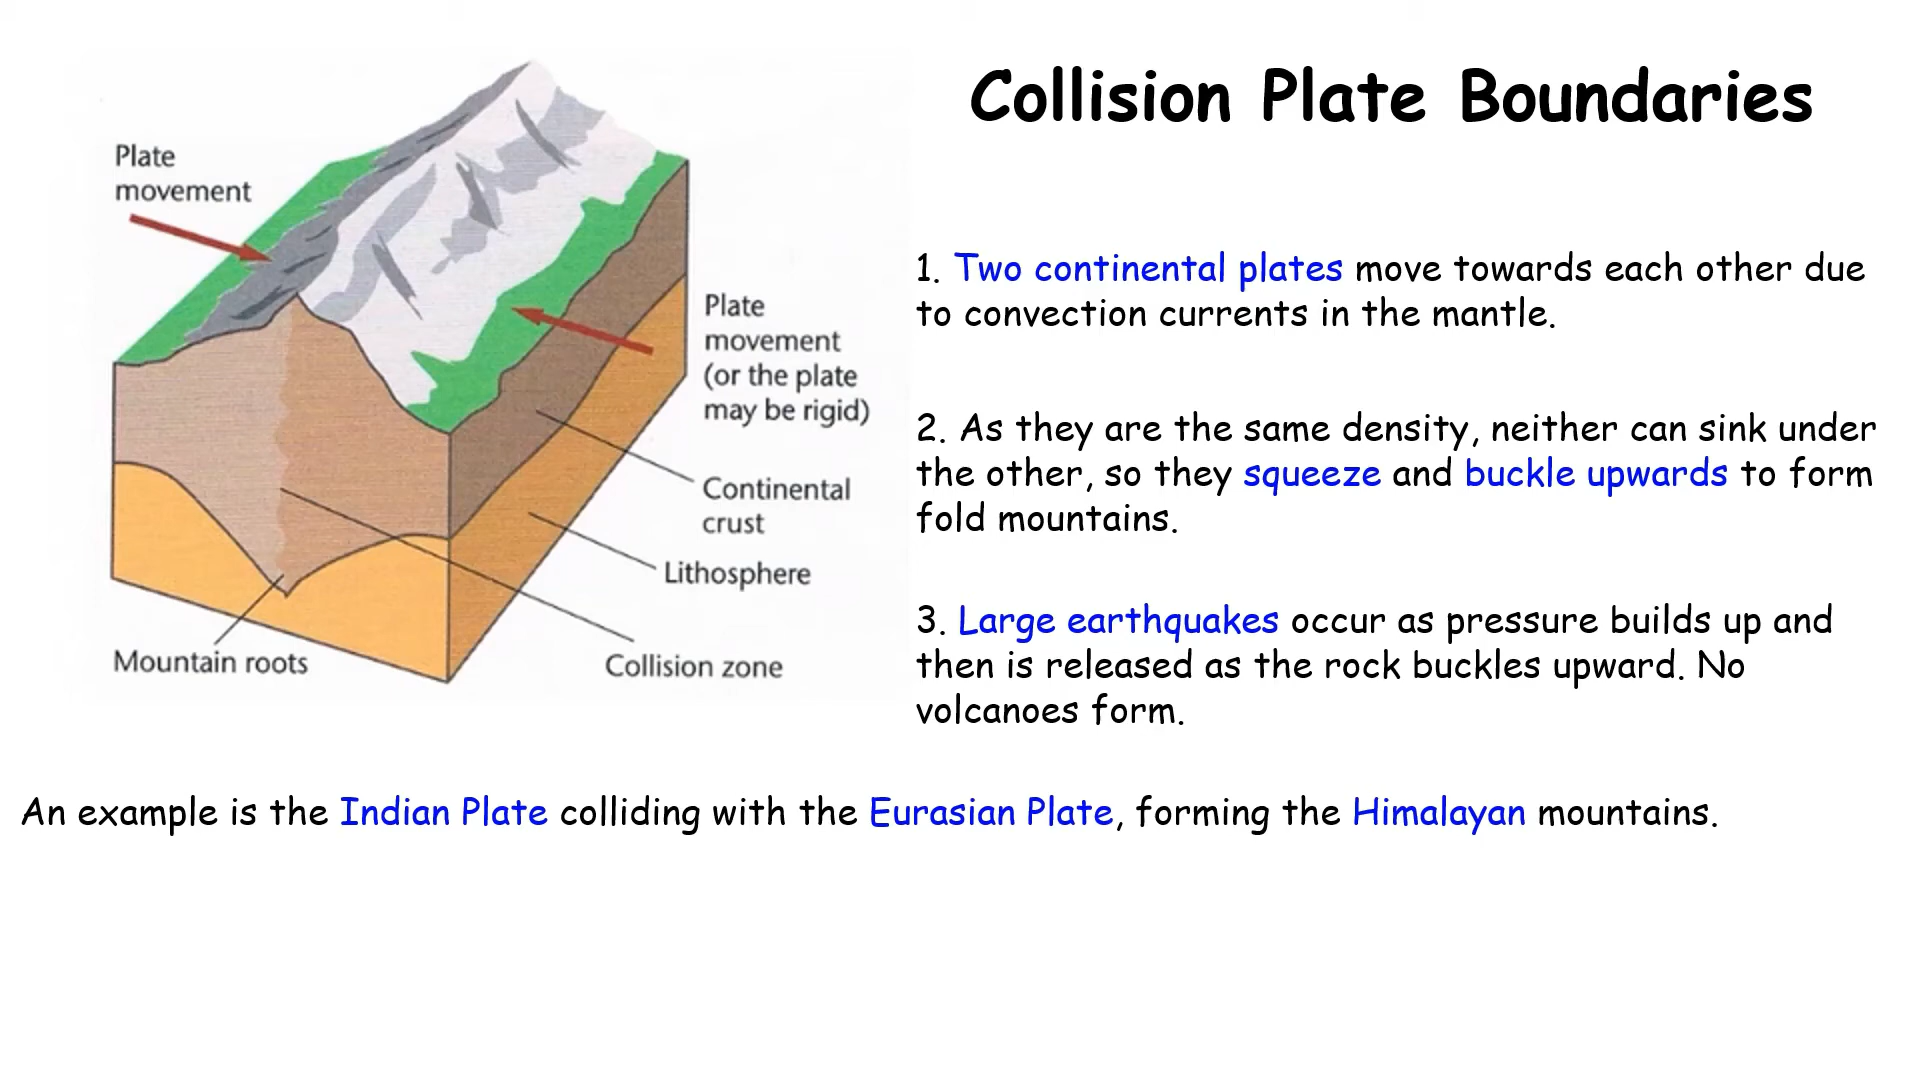 Collision Plate Boundaries
Plate
movement
Plate
movement
(or the plate
may be rigid)
Continental
crust
Lithosphere
Mountain roots
Collision zone
1. Two continental plates move towards each other due
to convection currents in the mantle.
2. As they are the same density, neither can sink under
the other, so they squeeze and buckle upwards to form
fold mountains.
3. Large earthquakes occur as pressure builds up and
then is released as the rock buckles upward. No
volcanoes form.
An example is the Indian Plate colliding with the Eurasian Plate, forming the Himalayan mountains.